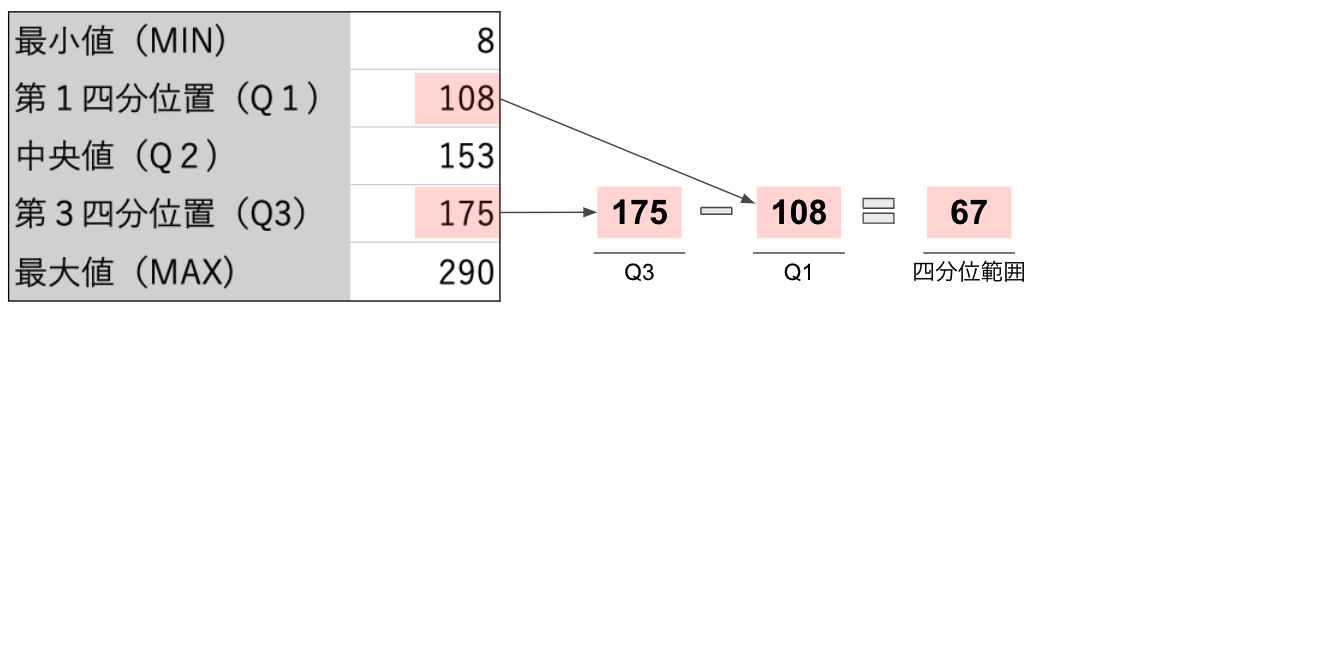 最小値（MIN） 8
第１四分位置（Q１） 108
中央値（Q２） 153
第３四分位置（Q3） 175
最大値（MAX） 290
175 － 108 ＝ 67
Q3 Q1 四分位範囲